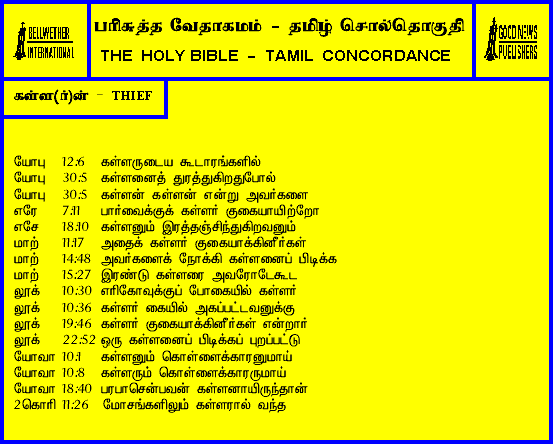 BELLWETHER
INTERNATIONAL
பரிசுத்த வேதாகமம் - தமிழ் சொல்தொகுதி
THE HOLY BIBLE - TAMIL CONCORDANCE
GOOD NEWS
PUBLISHERS
கள்ள(ர்)ன் - THIEF
யோபு 12:6 கள்ளருடைய கூடாரங்களில்
யோபு 30:5 கள்ளனைத் துரத்துகிறதுபோல்
யோபு 30:5 கள்ளன் கள்ளன் என்று அவர்களை
எரே 7:11 பார்வைக்குக் கள்ளர் குகையாயிற்றோ
எசே 18:10 கள்ளனும் இரத்தஞ்சிந்துகிறவனும்
மாற் 11:17 அதைக் கள்ளர் குகையாக்கினீர்கள்
மாற் 14:48 அவர்களைக் நோக்கி கள்ளனைப் பிடிக்க
மாற் 15:27 இரண்டு கள்ளரை அவரோடேகூட
லூக் 10:30 எரிகோவுக்குப் போகையில் கள்ளர்
லூக் 10:36 கள்ளர் கையில் அகப்பட்டவனுக்கு
லூக் 19:46 கள்ளர் குகையாக்கினீர்கள் என்றார்
லூக் 22:52 ஒரு கள்ளனைப் பிடிக்கப் புறப்பட்டு
யோவா 10:1 கள்ளனும் கொள்ளைக்காரனுமாய்
யோவா 10:8 கள்ளரும் கொள்ளைக்காரருமாய்
யோவா 18:40 பரபாசென்பவன் கள்ளனாயிருந்தான்
2கொரி 11:26 மோசங்களிலும் கள்ளரால் வந்த